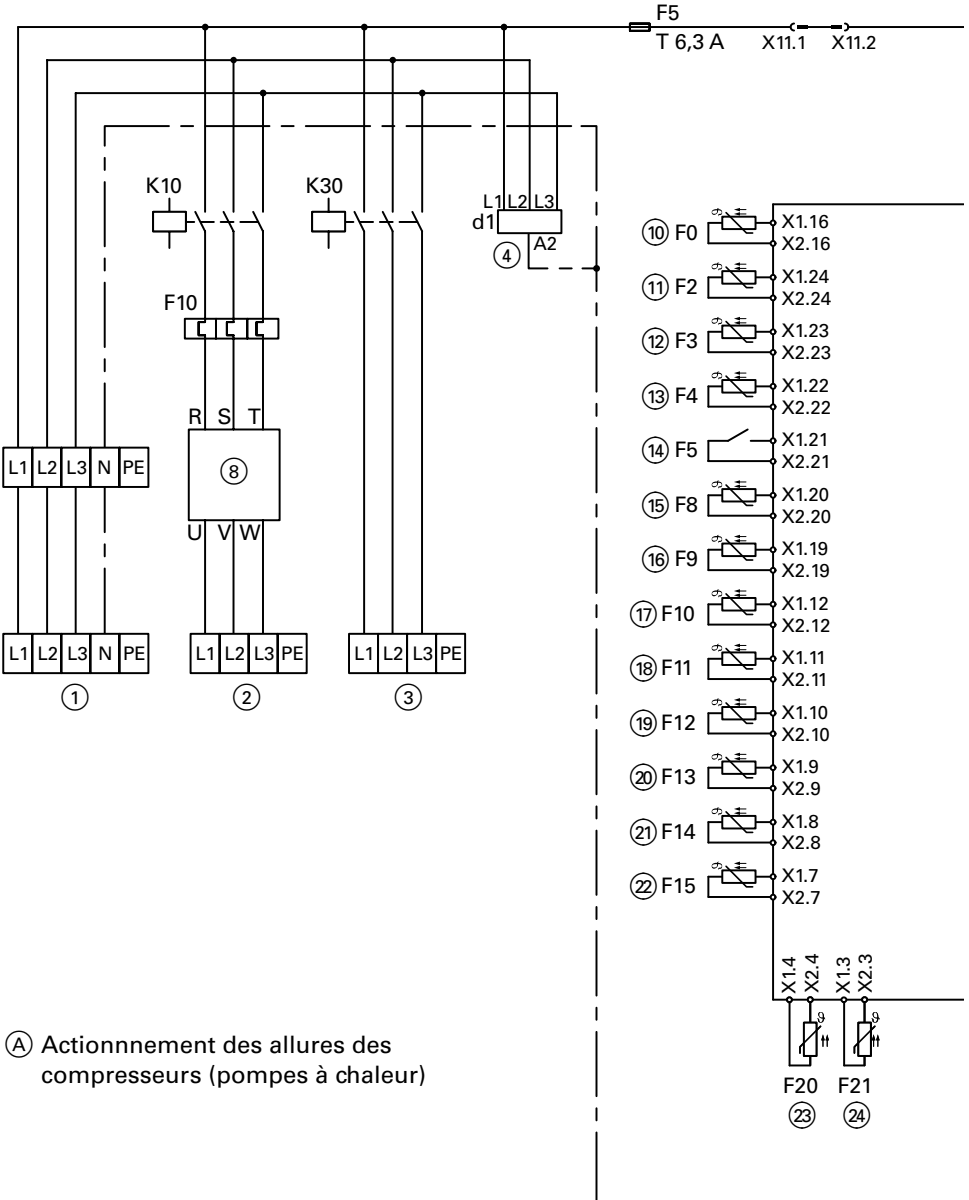 F5
T 6,3 A X11.1 X11.2
K10 K30
L1 L2 L3
d1
A2
④
F10
R S T
⑧
U V W
L1 L2 L3 N PE
L1 L2 L3 N PE
①
L1 L2 L3 PE
②
L1 L2 L3 PE
③
⑩ F0 ϑ X1.16
X2.16
⑪ F2 ϑ X1.24
X2.24
⑫ F3 ϑ X1.23
X2.23
⑬ F4 ϑ X1.22
X2.22
⑭ F5 X1.21
X2.21
⑮ F8 ϑ X1.20
X2.20
⑯ F9 ϑ X1.19
X2.19
⑰ F10 ϑ X1.12
X2.12
⑱ F11 ϑ X1.11
X2.11
⑲ F12 ϑ X1.10
X2.10
⑳ F13 ϑ X1.9
X2.9
㉑ F14 ϑ X1.8
X2.8
㉒ F15 ϑ X1.7
X2.7
X1.4 X2.4 X1.3 X2.3
ϑ ϑ
F20 F21
㉓ ㉔
Ⓐ Actionnnement des allures des
compresseurs (pompes à chaleur)